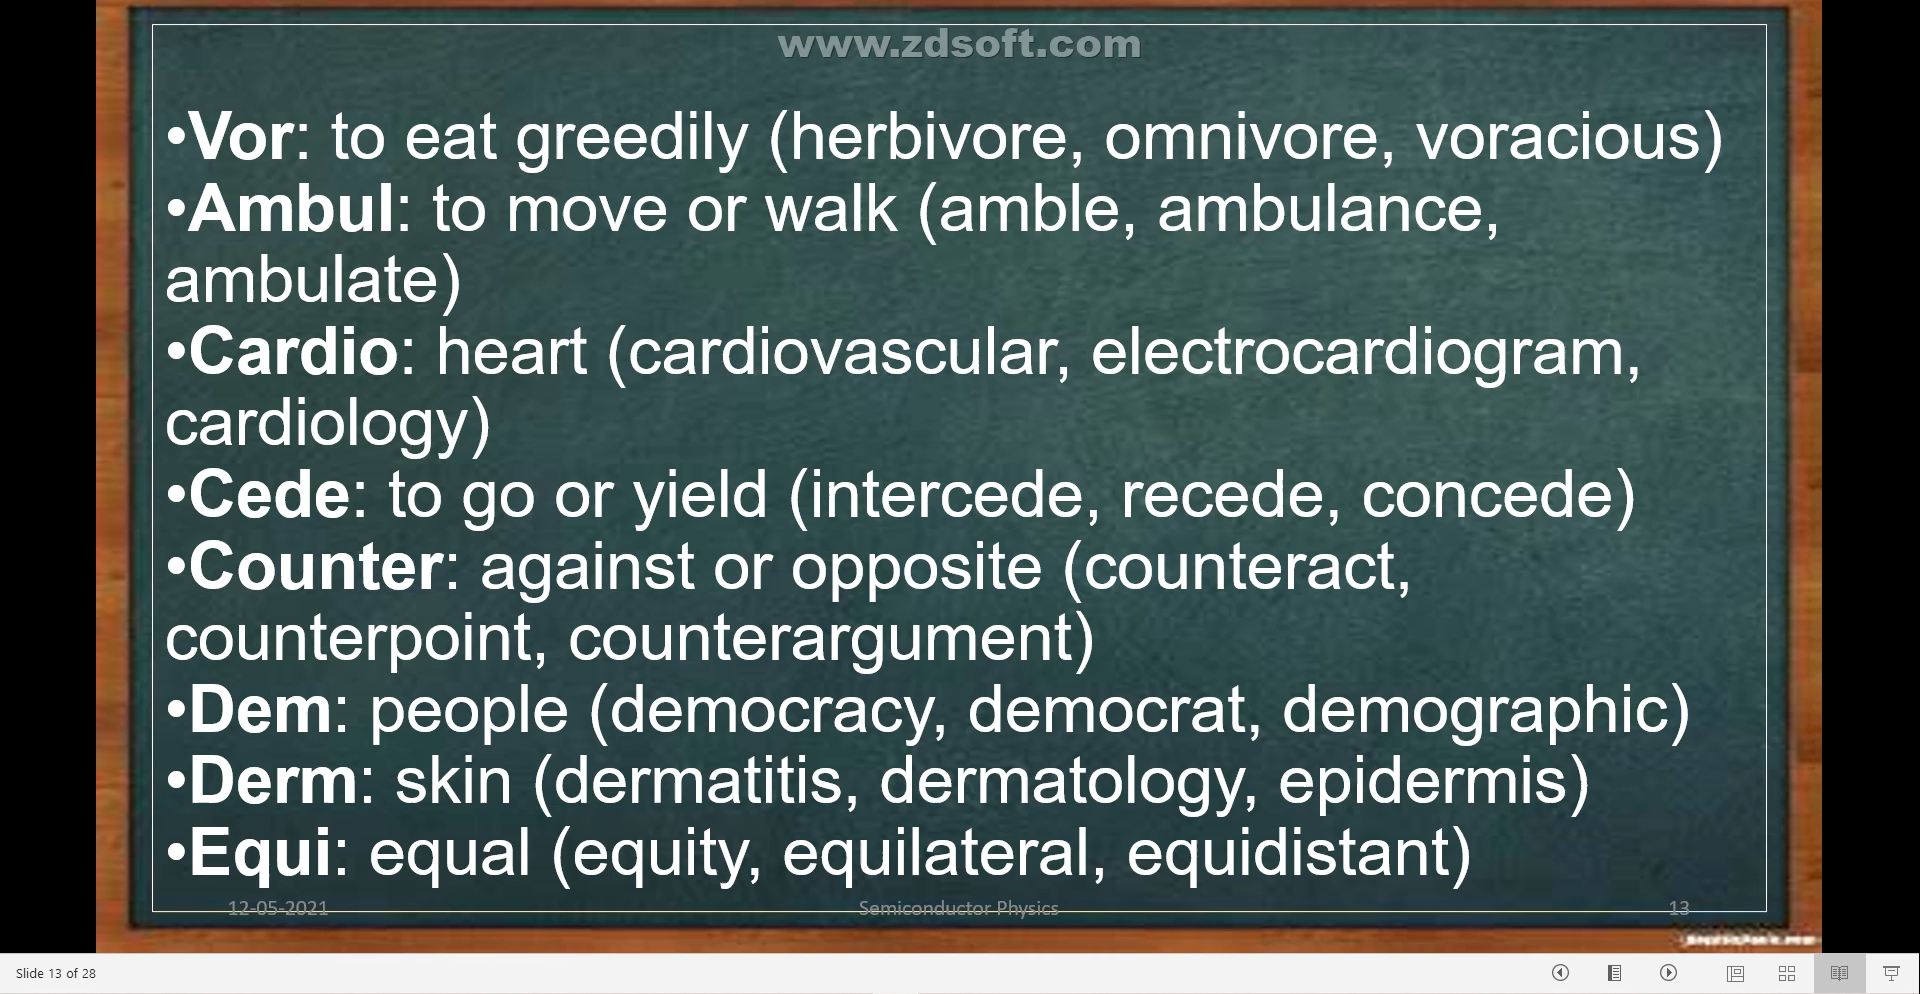 www.zdsoft.com
•Vor: to eat greedily (herbivore, omnivore, voracious)
•Ambul: to move or walk (amble, ambulance,
ambulate)
•Cardio: heart (cardiovascular, electrocardiogram,
cardiology)
•Cede: to go or yield (intercede, recede, concede)
•Counter: against or opposite (counteract,
counterpoint, counterargument)
•Dem: people (democracy, democrat, demographic)
•Derm: skin (dermatitis, dermatology, epidermis)
•Equi: equal (equity, equilateral, equidistant)
12-05-2021 Semiconductor Physics 13
Slide 13 of 28